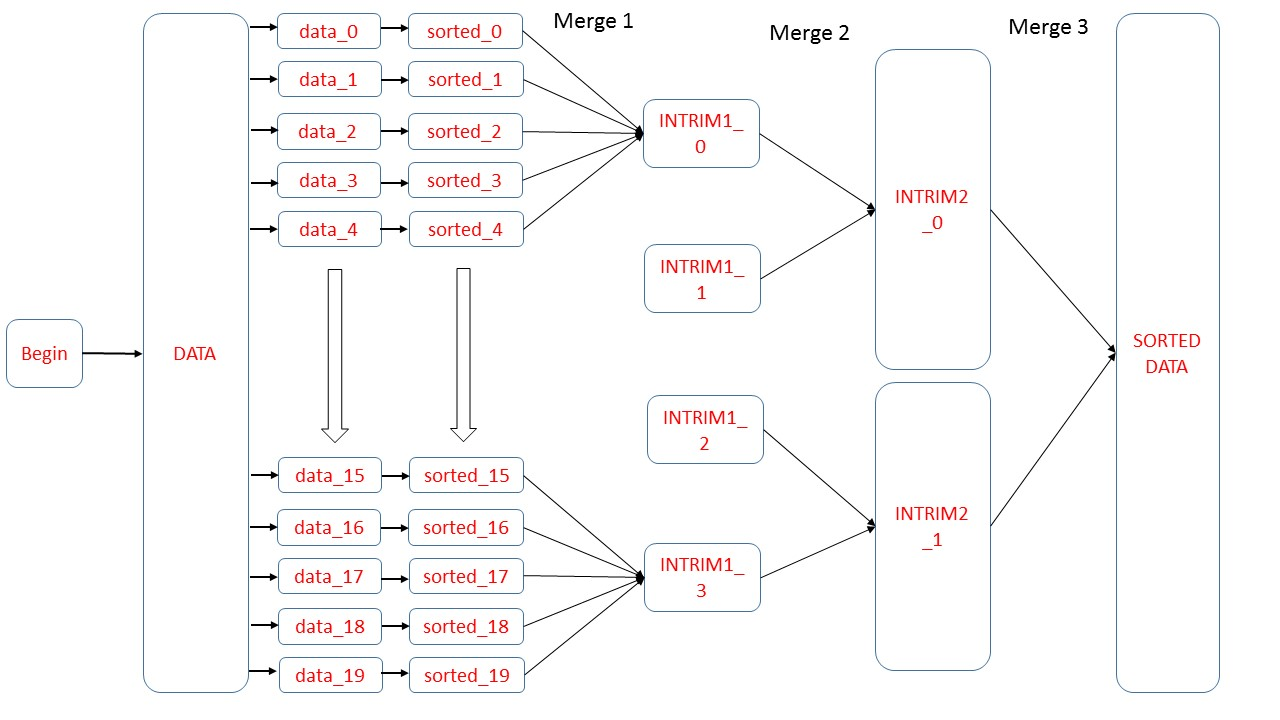 Merge 1
Merge 2
Merge 3
Begin
DATA
data_0
sorted_0
data_1
sorted_1
data_2
sorted_2
data_3
sorted_3
data_4
sorted_4
data_15
sorted_15
data_16
sorted_16
data_17
sorted_17
data_18
sorted_18
data_19
sorted_19
INTRIM1_
0
INTRIM1_
1
INTRIM1_
2
INTRIM1_
3
INTRIM2
_0
INTRIM2
_1
SORTED
DATA